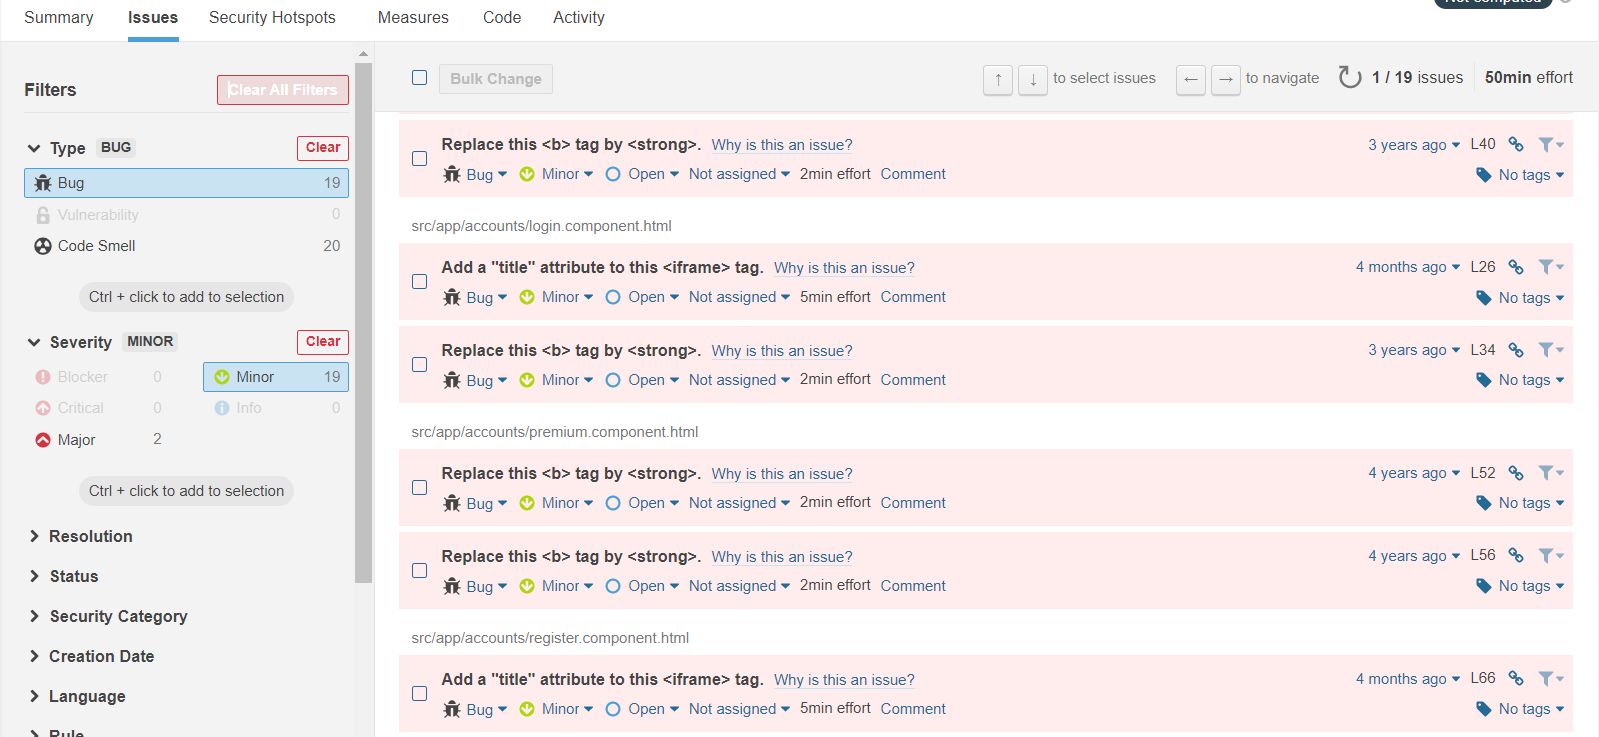 Summary Issues Security Hotspots Measures Code Activity
Not computed
Filters Clear All Filters
Type BUG Clear
Bug 19
Vulnerability 0
Code Smell 20
Ctrl + click to add to selection
Severity MINOR Clear
Blocker 0 Minor 19
Critical 0 Info 0
Major 2
Ctrl + click to add to selection
Resolution
Status
Security Category
Creation Date
Language
Rule
Bulk Change ↑ ↓ to select issues ← → to navigate 1 / 19 issues 50min effort
Replace this <b> tag by <strong>. Why is this an issue? 3 years ago L40
Bug Minor Open Not assigned 2min effort Comment No tags
src/app/accounts/login.component.html
Add a "title" attribute to this <iframe> tag. Why is this an issue? 4 months ago L26
Bug Minor Open Not assigned 5min effort Comment No tags
Replace this <b> tag by <strong>. Why is this an issue? 3 years ago L34
Bug Minor Open Not assigned 2min effort Comment No tags
src/app/accounts/premium.component.html
Replace this <b> tag by <strong>. Why is this an issue? 4 years ago L52
Bug Minor Open Not assigned 2min effort Comment No tags
Replace this <b> tag by <strong>. Why is this an issue? 4 years ago L56
Bug Minor Open Not assigned 2min effort Comment No tags
src/app/accounts/register.component.html
Add a "title" attribute to this <iframe> tag. Why is this an issue? 4 months ago L66
Bug Minor Open Not assigned 5min effort Comment No tags